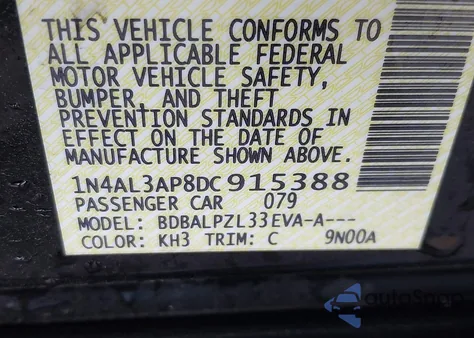 THIS VEHICLE CONFORMS TO
ALL APPLICABLE FEDERAL
MOTOR VEHICLE SAFETY,
BUMPER, AND THEFT
PREVENTION STANDARDS IN
EFFECT ON THE DATE OF
MANUFACTURE SHOWN ABOVE.
1N4AL3AP8DC915388
PASSENGER CAR 079
MODEL: BDBALPZL33EVA-A---
COLOR: KH3 TRIM: C 9N00A